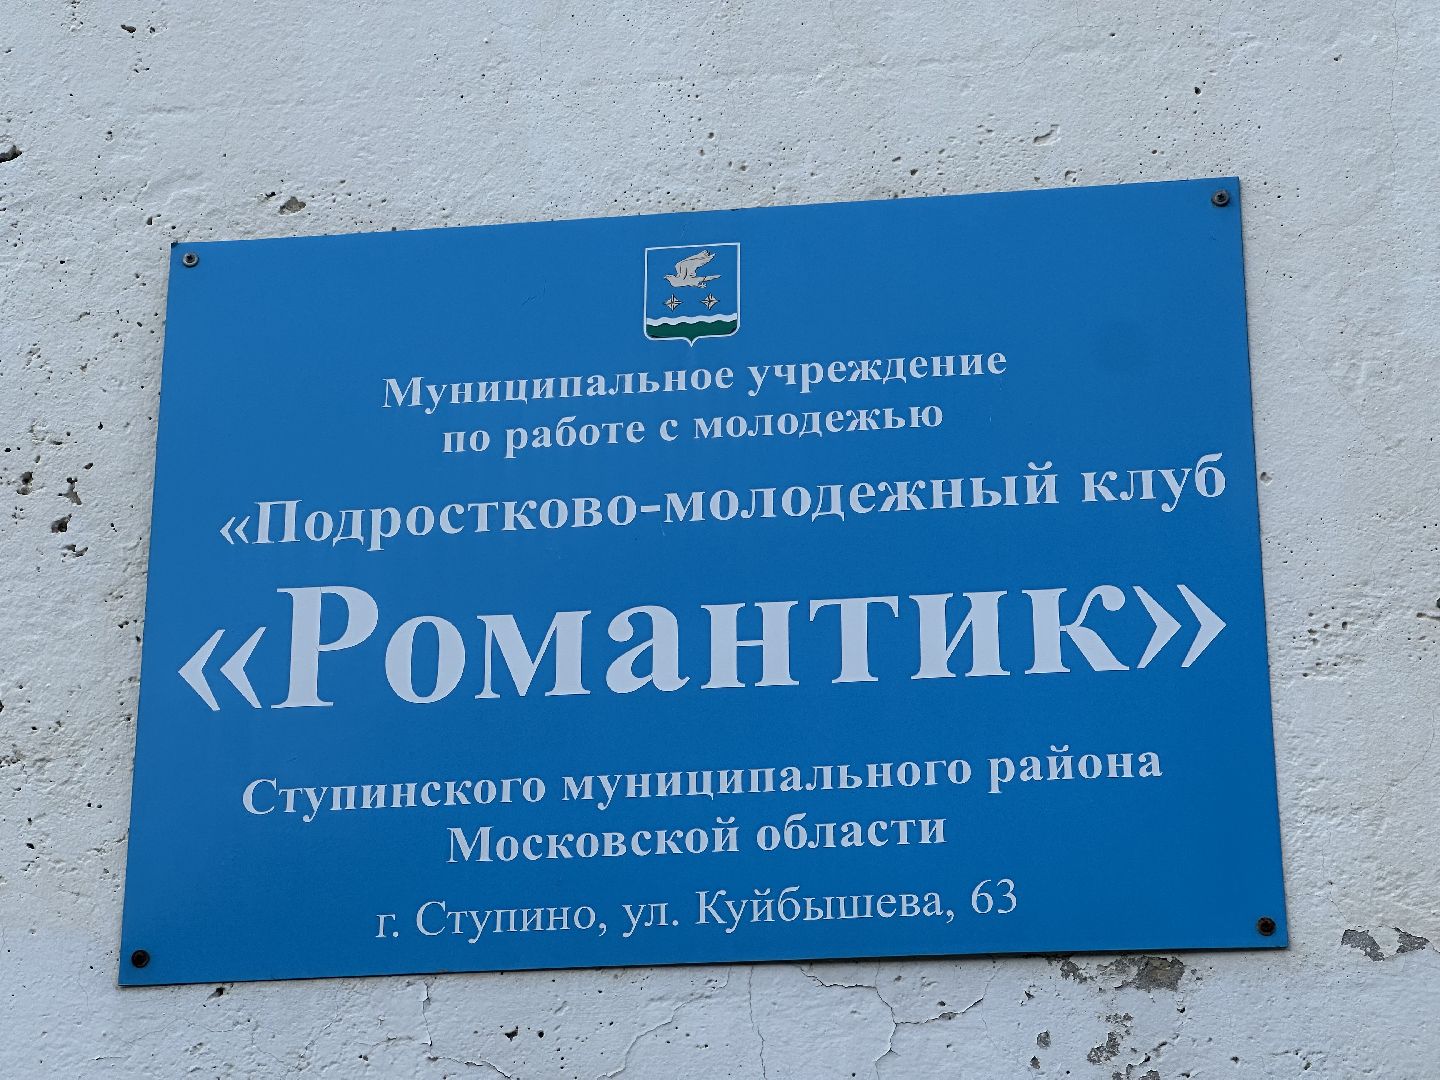 Муниципальное учреждение
по работе с молодежью
«Подростково-молодежный клуб
«Романтик»
Ступинского муниципального района
Московской области
г. Ступино, ул. Куйбышева, 63